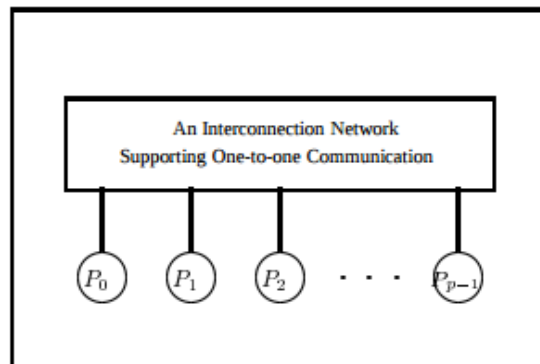 An Interconnection Network
Supporting One-to-one Communication
P₀ P₁ P₂ · · · Pₚ₋₁